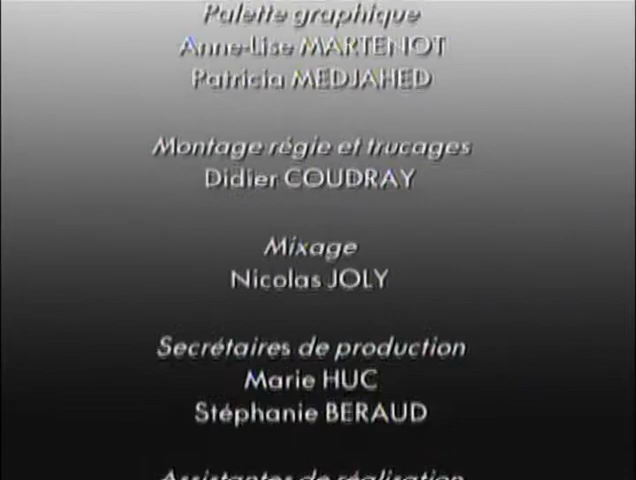 Palette graphique
Anne-Lise MARTENOT
Patricia MEDJAHED
Montage régie et trucages
Didier COUDRAY
Mixage
Nicolas JOLY
Secrétaires de production
Marie HUC
Stéphanie BERAUD
Assistantes de réalisation